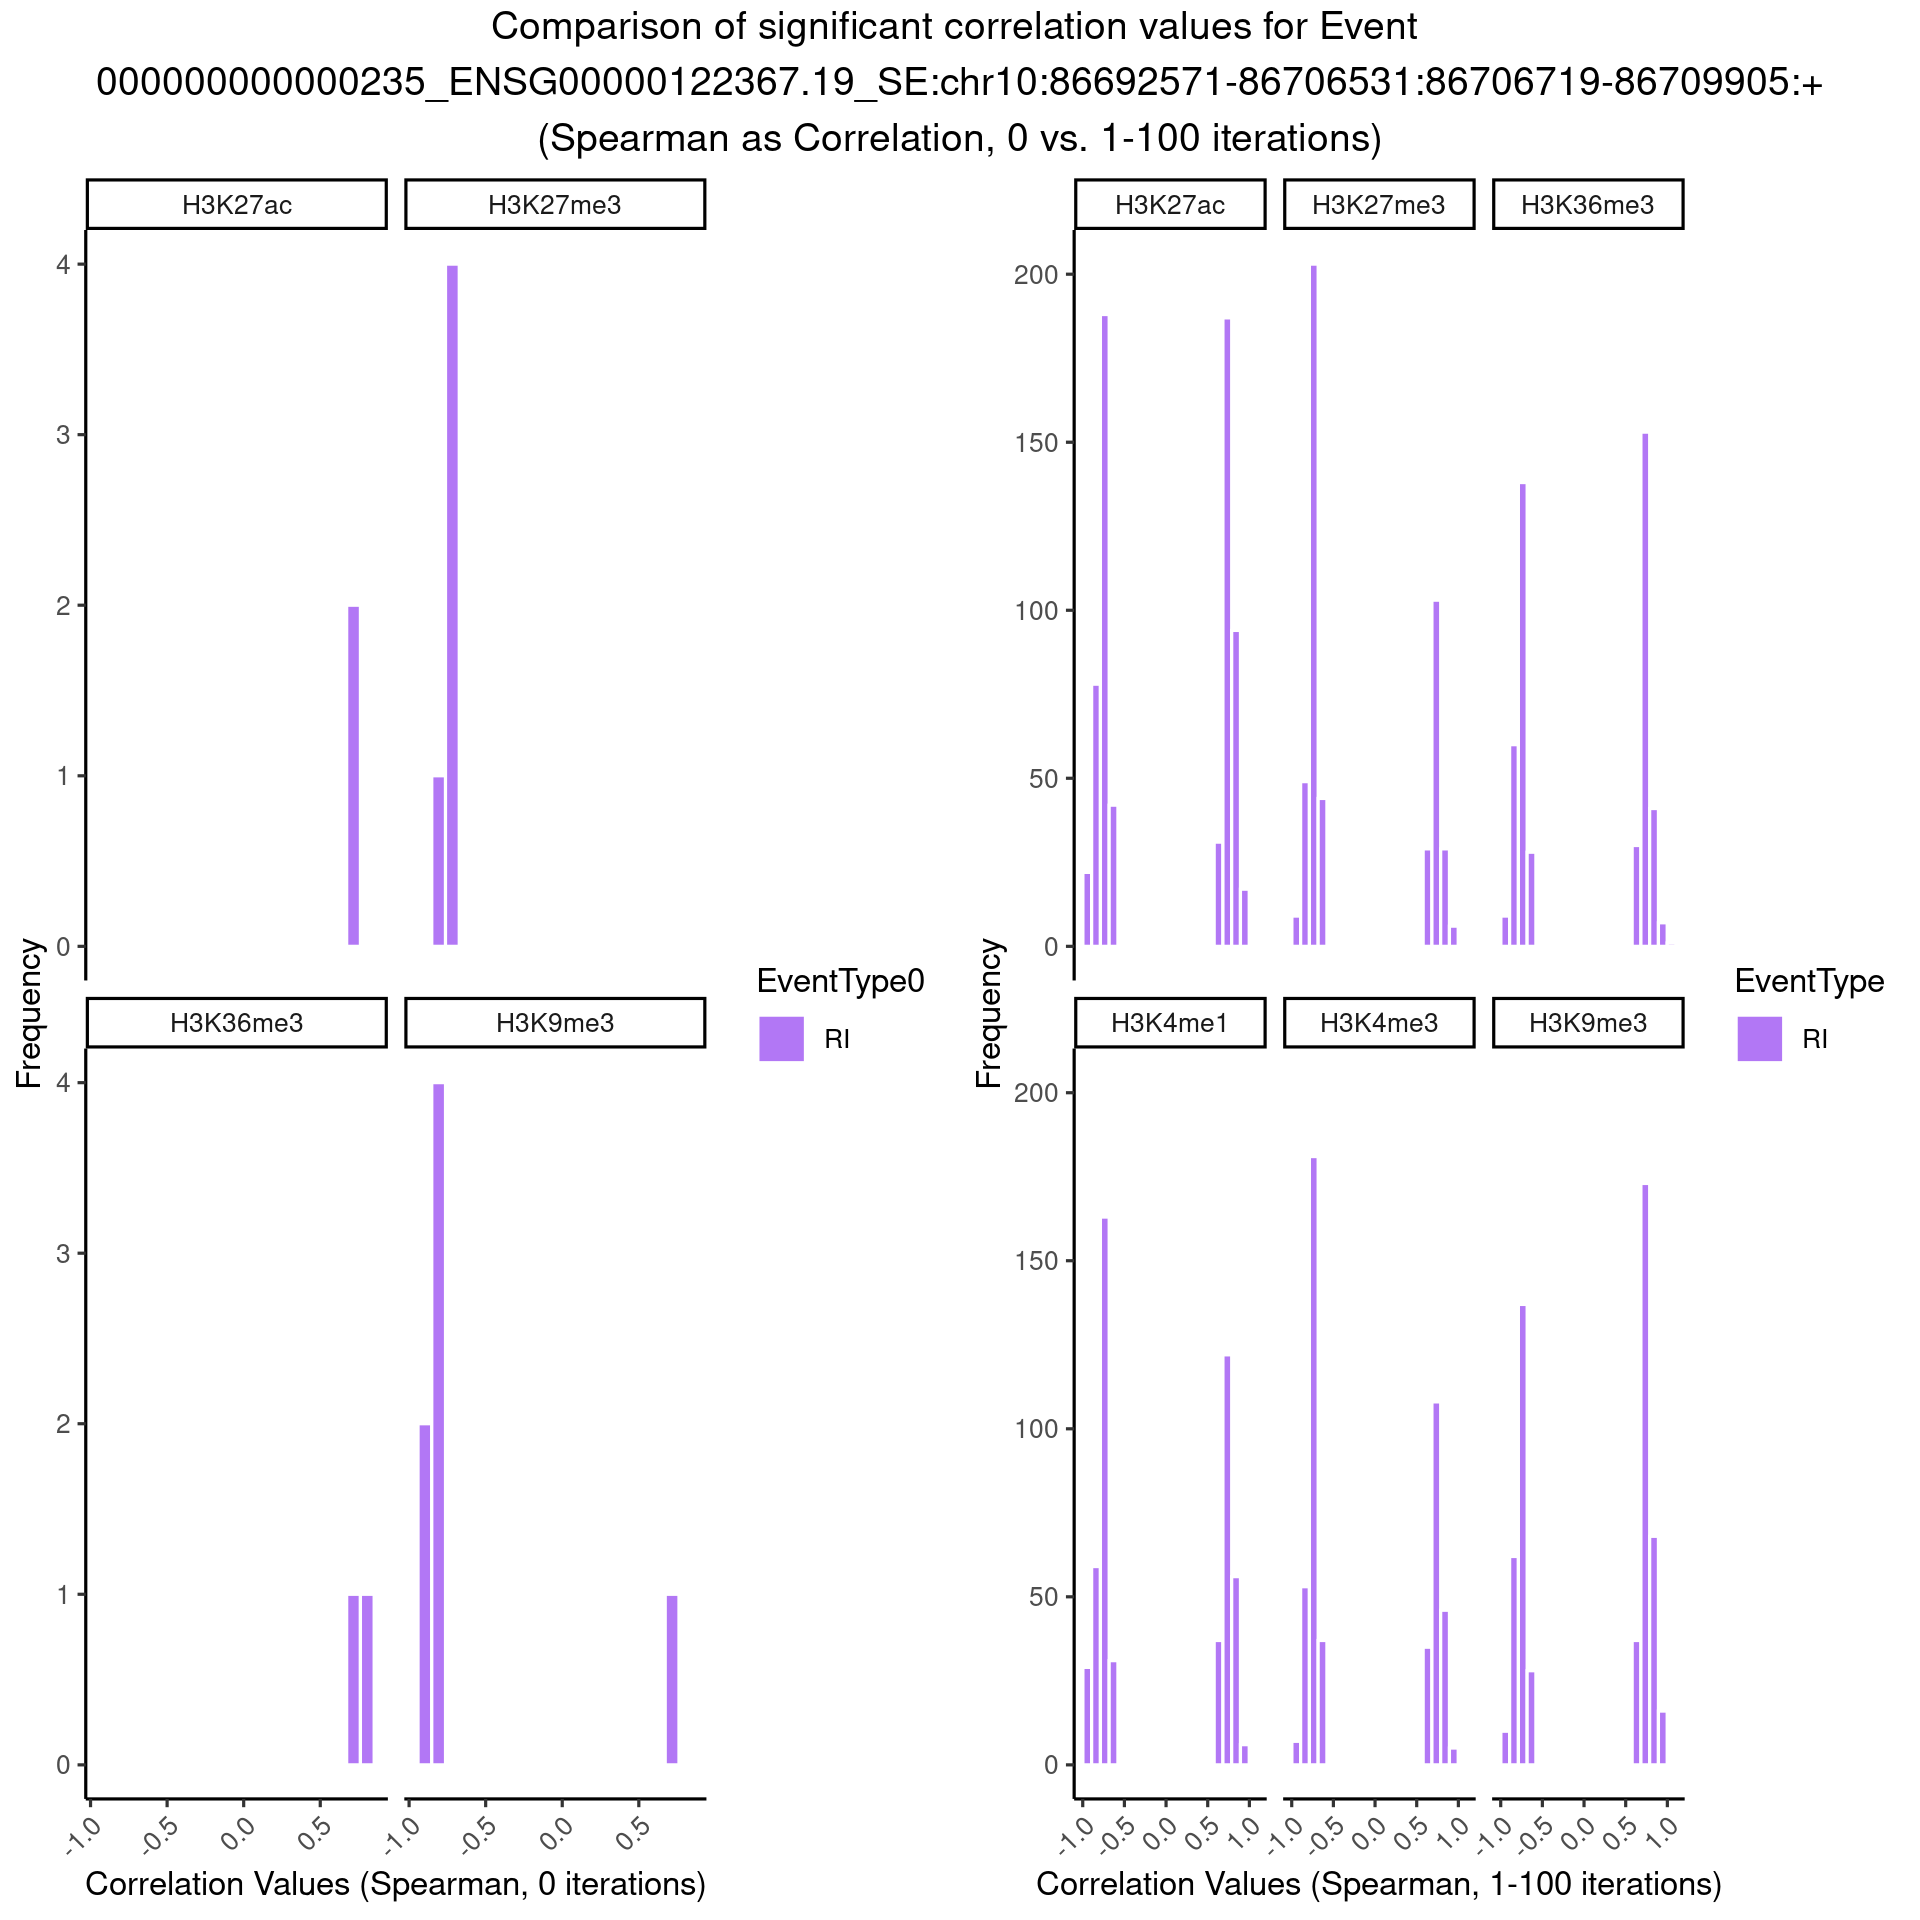 Comparison of significant correlation values for Event
000000000000235_ENSG00000122367.19_SE:chr10:86692571-86706531:86706719-86709905:+
(Spearman as Correlation, 0 vs. 1-100 iterations)
H3K27ac
H3K27me3
4
3
2
1
0
H3K36me3
H3K9me3
4
3
2
1
0
-1.0
-0.5
0.0
0.5
-1.0
-0.5
0.0
0.5
Frequency
Correlation Values (Spearman, 0 iterations)
EventType0
RI
H3K27ac
H3K27me3
H3K36me3
200
150
100
50
0
H3K4me1
H3K4me3
H3K9me3
200
150
100
50
0
-1.0
-0.5
0.0
0.5
1.0
-1.0
-0.5
0.0
0.5
1.0
-1.0
-0.5
0.0
0.5
1.0
Frequency
Correlation Values (Spearman, 1-100 iterations)
EventType
RI